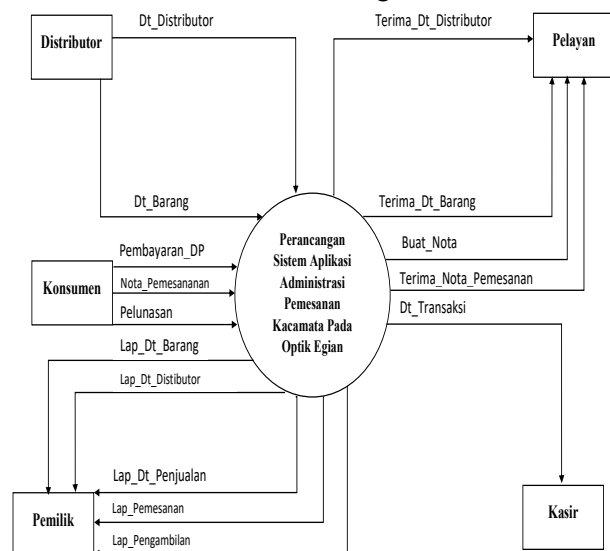 Dt_Distributor
Terima_Dt_Distributor
Distributor
Pelayan
Dt_Barang
Terima_Dt_Barang
Perancangan
Sistem Aplikasi
Administrasi
Pemesanan
Kacamata Pada
Optik Egian
Buat_Nota
Pembayaran_DP
Konsumen
Nota_Pemesananan
Terima_Nota_Pemesanan
Pelunasan
Dt_Transaksi
Lap_Dt_Barang
Lap_Dt_Distibutor
Lap_Dt_Penjualan
Lap_Pemesanan
Pemilik
Kasir
Lap_Pengambilan